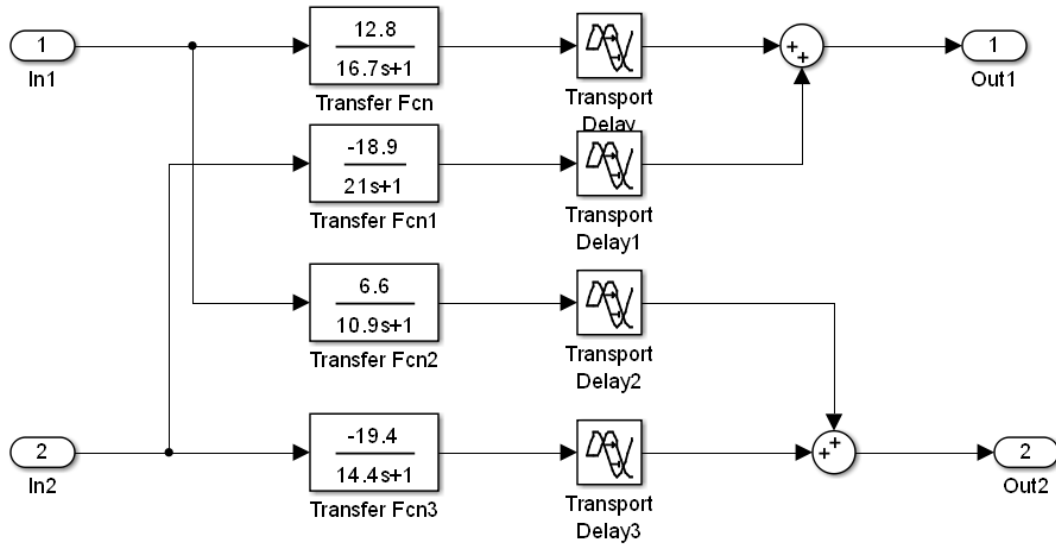 1
In1
12.8
16.7s+1
Transfer Fcn
Transport
Delay
+
+
1
Out1
-18.9
21s+1
Transfer Fcn1
Transport
Delay1
6.6
10.9s+1
Transfer Fcn2
Transport
Delay2
2
In2
-19.4
14.4s+1
Transfer Fcn3
Transport
Delay3
+
+
2
Out2